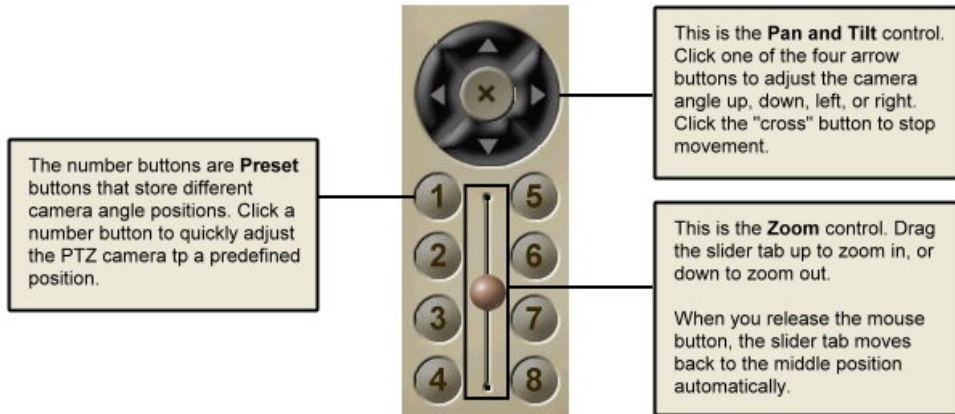 The number buttons are Preset
buttons that store different
camera angle positions. Click a
number button to quickly adjust
the PTZ camera tp a predefined
position.
1
5
2
6
3
7
4
8
This is the Pan and Tilt control.
Click one of the four arrow
buttons to adjust the camera
angle up, down, left, or right.
Click the "cross" button to stop
movement.
This is the Zoom control. Drag
the slider tab up to zoom in, or
down to zoom out.
When you release the mouse
button, the slider tab moves
back to the middle position
automatically.